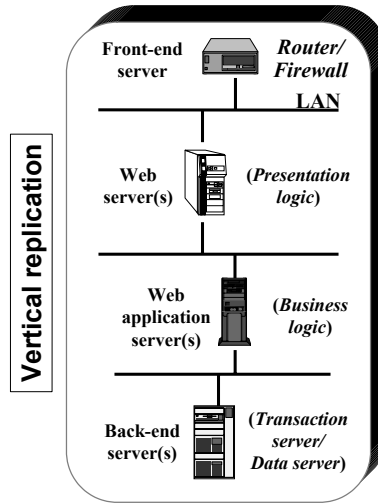 Vertical replication
Front-end
server
Router/
Firewall
LAN
Web
server(s)
(Presentation
logic)
Web
application
server(s)
(Business
logic)
Back-end
server(s)
(Transaction
server/
Data server)